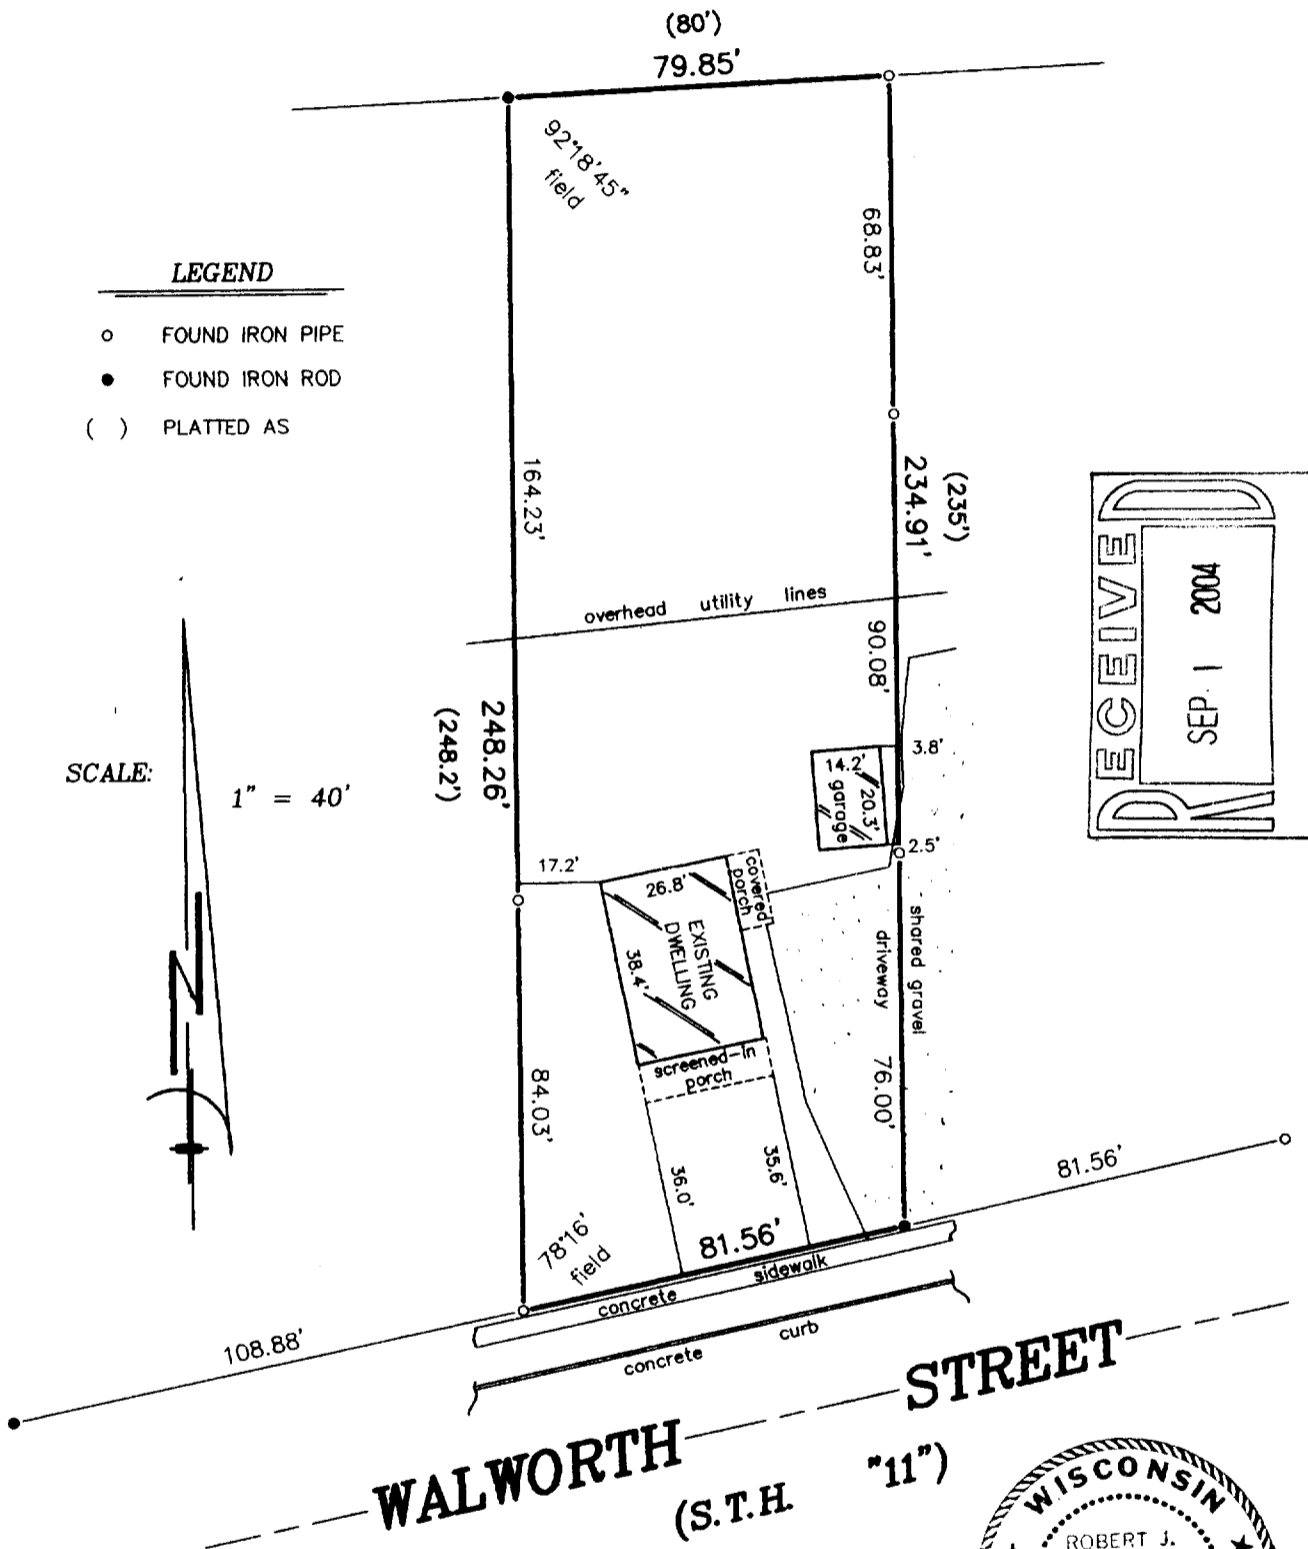 (80')
79.85'
92°18'45"
field
68.83'
LEGEND
○ FOUND IRON PIPE
● FOUND IRON ROD
( ) PLATTED AS
164.23'
(235')
234.91'
RECEIVED
SEP 1 2004
overhead utility lines
90.08'
248.26'
(248.2')
SCALE:
1" = 40'
N
3.8'
14.2'
20.3'
garage
2.5'
17.2'
26.8'
covered
porch
EXISTING
DWELLING
38.4'
shared gravel
driveway
screened-in
porch
84.03'
76.00'
36.0'
35.6'
81.56'
78°16'
field
81.56'
concrete sidewalk
108.88'
concrete curb
WALWORTH STREET
(S.T.H. "11")
WISCONSIN
ROBERT J.